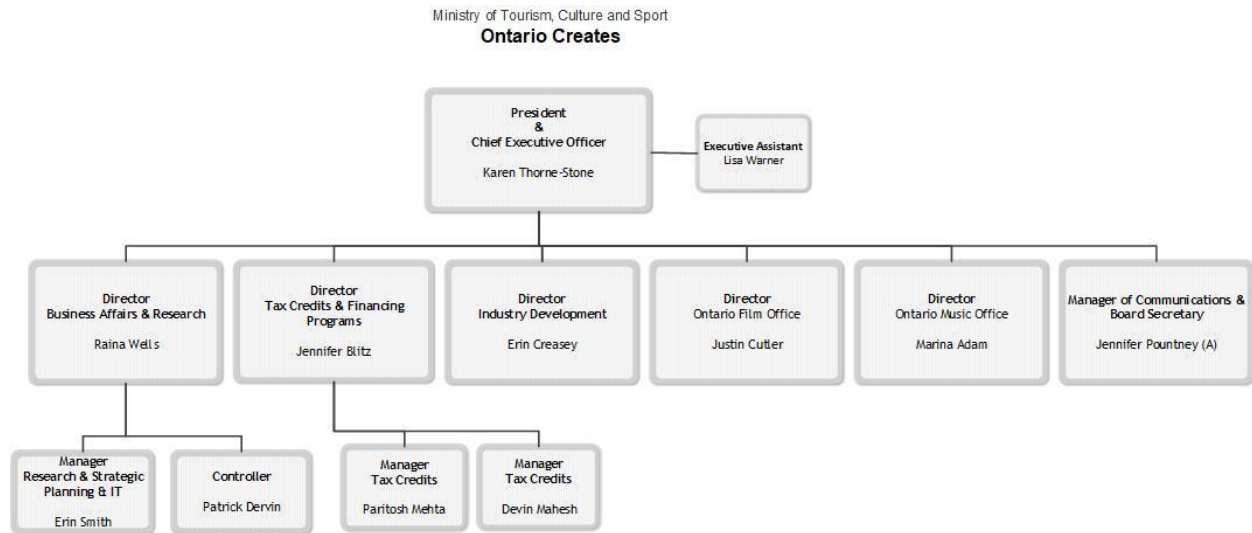 Ministry of Tourism, Culture and Sport
Ontario Creates
President
&
Chief Executive Officer
Karen Thorne-Stone
Executive Assistant
Lisa Warner
Director
Business Affairs & Research
Raina Wells
Director
Tax Credits & Financing
Programs
Jennifer Blitz
Director
Industry Development
Erin Creasey
Director
Ontario Film Office
Justin Cutler
Director
Ontario Music Office
Marina Adam
Manager of Communications &
Board Secretary
Jennifer Pountney (A)
Manager
Research & Strategic
Planning & IT
Erin Smith
Controller
Patrick Dervin
Manager
Tax Credits
Paritosh Mehta
Manager
Tax Credits
Devin Mahesh